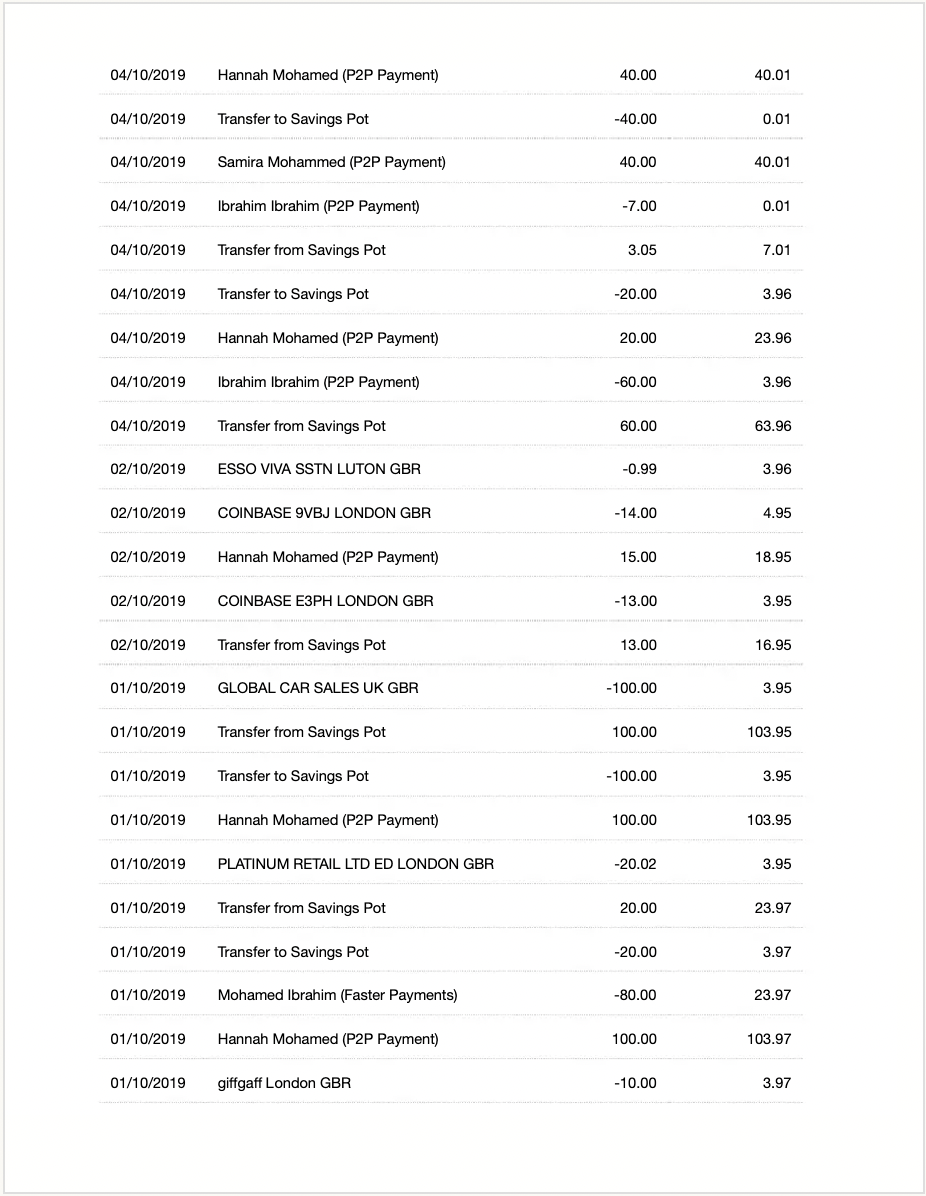 04/10/2019 Hannah Mohamed (P2P Payment) 40.00 40.01
04/10/2019 Transfer to Savings Pot -40.00 0.01
04/10/2019 Samira Mohammed (P2P Payment) 40.00 40.01
04/10/2019 Ibrahim Ibrahim (P2P Payment) -7.00 0.01
04/10/2019 Transfer from Savings Pot 3.05 7.01
04/10/2019 Transfer to Savings Pot -20.00 3.96
04/10/2019 Hannah Mohamed (P2P Payment) 20.00 23.96
04/10/2019 Ibrahim Ibrahim (P2P Payment) -60.00 3.96
04/10/2019 Transfer from Savings Pot 60.00 63.96
02/10/2019 ESSO VIVA SSTN LUTON GBR -0.99 3.96
02/10/2019 COINBASE 9VBJ LONDON GBR -14.00 4.95
02/10/2019 Hannah Mohamed (P2P Payment) 15.00 18.95
02/10/2019 COINBASE E3PH LONDON GBR -13.00 3.95
02/10/2019 Transfer from Savings Pot 13.00 16.95
01/10/2019 GLOBAL CAR SALES UK GBR -100.00 3.95
01/10/2019 Transfer from Savings Pot 100.00 103.95
01/10/2019 Transfer to Savings Pot -100.00 3.95
01/10/2019 Hannah Mohamed (P2P Payment) 100.00 103.95
01/10/2019 PLATINUM RETAIL LTD ED LONDON GBR -20.02 3.95
01/10/2019 Transfer from Savings Pot 20.00 23.97
01/10/2019 Transfer to Savings Pot -20.00 3.97
01/10/2019 Mohamed Ibrahim (Faster Payments) -80.00 23.97
01/10/2019 Hannah Mohamed (P2P Payment) 100.00 103.97
01/10/2019 giffgaff London GBR -10.00 3.97